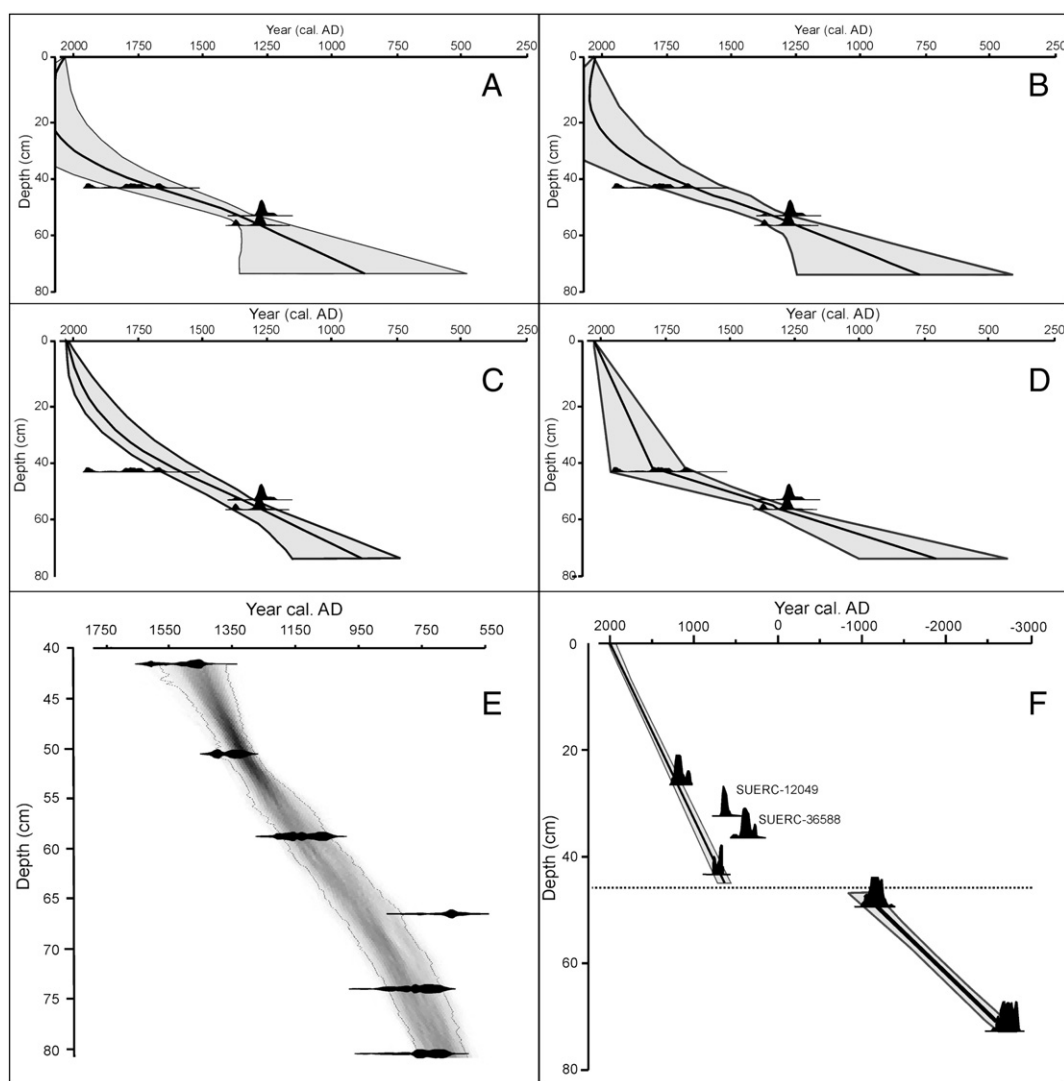 Year (cal. AD)
2000 1750 1500 1250 1000 750 500 250
0
20
40
60
80
Depth (cm)
A
Year (cal. AD)
2000 1750 1500 1250 1000 750 500 250
0
20
40
60
80
Depth (cm)
B
Year (cal. AD)
2000 1750 1500 1250 1000 750 500 250
0
20
40
60
80
Depth (cm)
C
Year (cal. AD)
2000 1750 1500 1250 1000 750 500 250
0
20
40
60
80
Depth (cm)
D
Year cal. AD
1750 1550 1350 1150 950 750 550
40
45
50
55
60
65
70
75
80
Depth (cm)
E
Year cal. AD
2000 1000 0 -1000 -2000 -3000
0
20
40
60
80
Depth (cm)
F
SUERC-12049
SUERC-36588